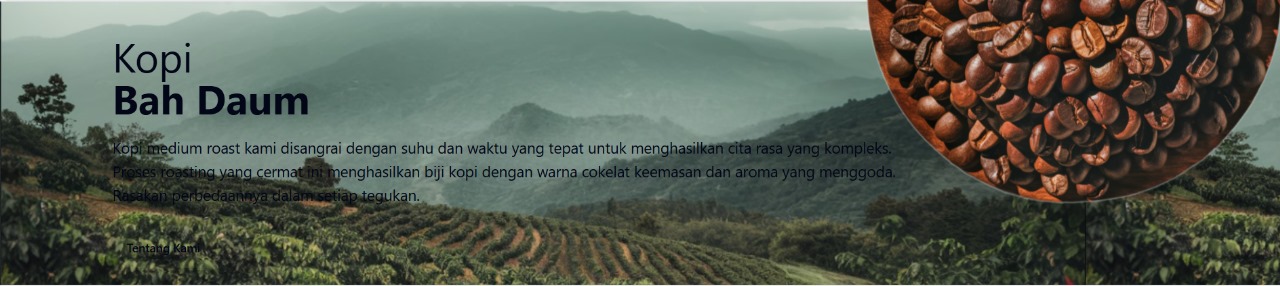 Kopi
Bah Daum
Kopi medium roast kami disangrai dengan suhu dan waktu yang tepat untuk menghasilkan cita rasa yang kompleks.
Proses roasting yang cermat ini menghasilkan biji kopi dengan warna cokelat keemasan dan aroma yang menggoda.
Rasakan perbedaannya dalam setiap tegukan.
Tentang Kami